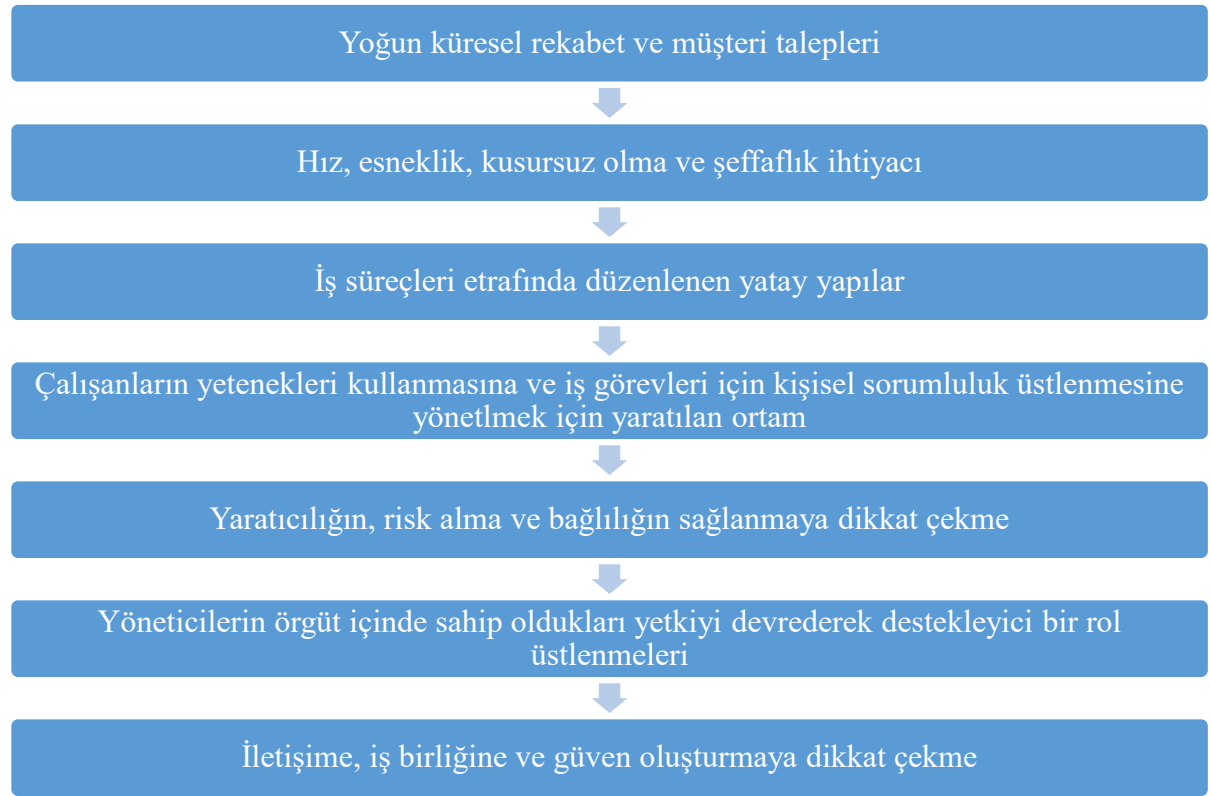 Yoğun küresel rekabet ve müşteri talepleri
Hız, esneklik, kusursuz olma ve şeffaflık ihtiyacı
İş süreçleri etrafında düzenlenen yatay yapılar
Çalışanların yetenekleri kullanmasına ve iş görevleri için kişisel sorumluluk üstlenmesine
yönetlmek için yaratılan ortam
Yaratıcılığın, risk alma ve bağlılığın sağlanmaya dikkat çekme
Yöneticilerin örgüt içinde sahip oldukları yetkiyi devrederek destekleyici bir rol
üstlenmeleri
İletişime, iş birliğine ve güven oluşturmaya dikkat çekme